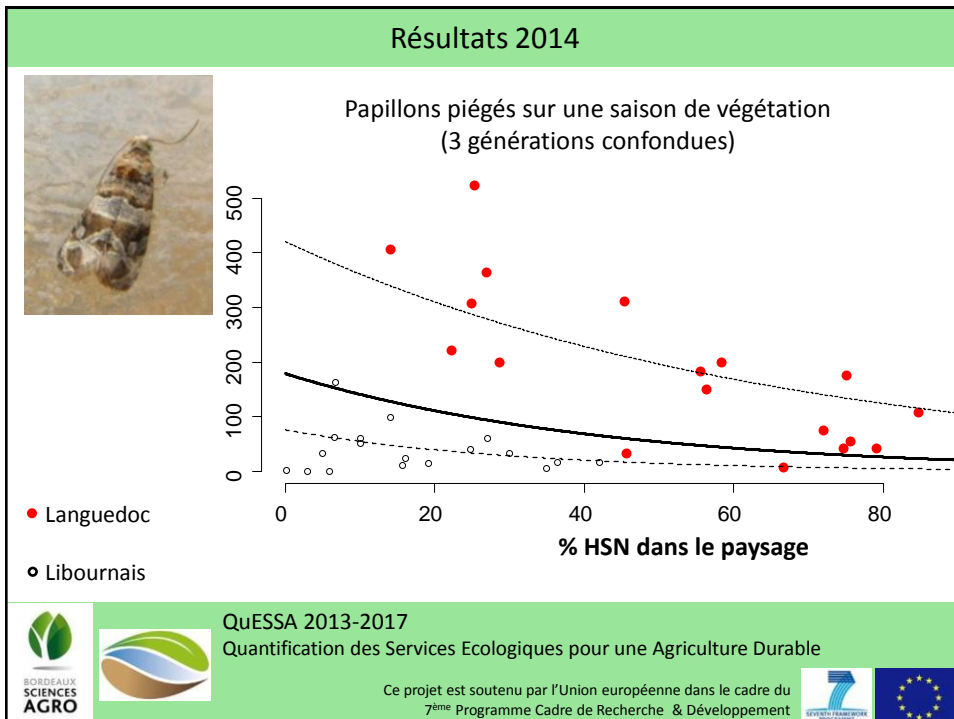 Résultats 2014
Papillons piégés sur une saison de végétation
(3 générations confondues)
500
400
300
200
100
0
0 20 40 60 80
% HSN dans le paysage
Languedoc
Libournais
QuESSA 2013-2017
Quantification des Services Ecologiques pour une Agriculture Durable
Ce projet est soutenu par l'Union européenne dans le cadre du
7ème Programme Cadre de Recherche & Développement
BORDEAUX
SCIENCES
AGRO
SEVENTH FRAMEWORK
PROGRAMME